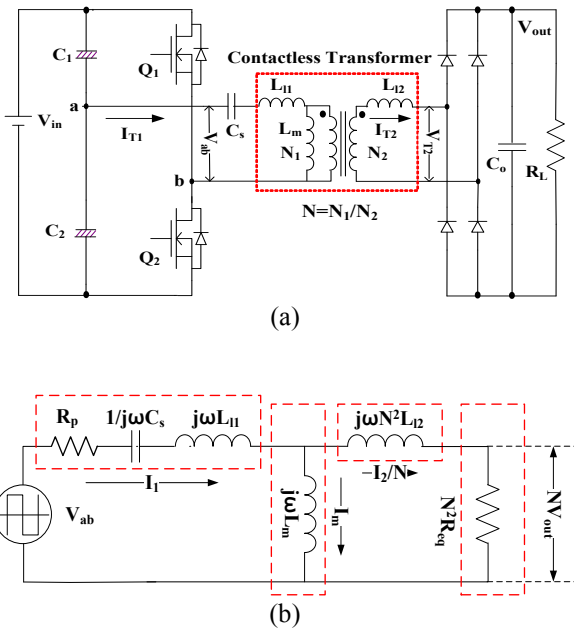 C1
Q1
Contactless Transformer
Vout
Ll1
Ll2
a
Vin
IT1
Vab
Cs
Lm
N1
IT2
N2
VT2
Co
RL
b
C2
Q2
N=N1/N2
(a)
Rp
1/jωCs
jωLl1
jωN²Ll2
I1
−I2/N
Vab
jωLm
Im
N²Req
NVout
(b)